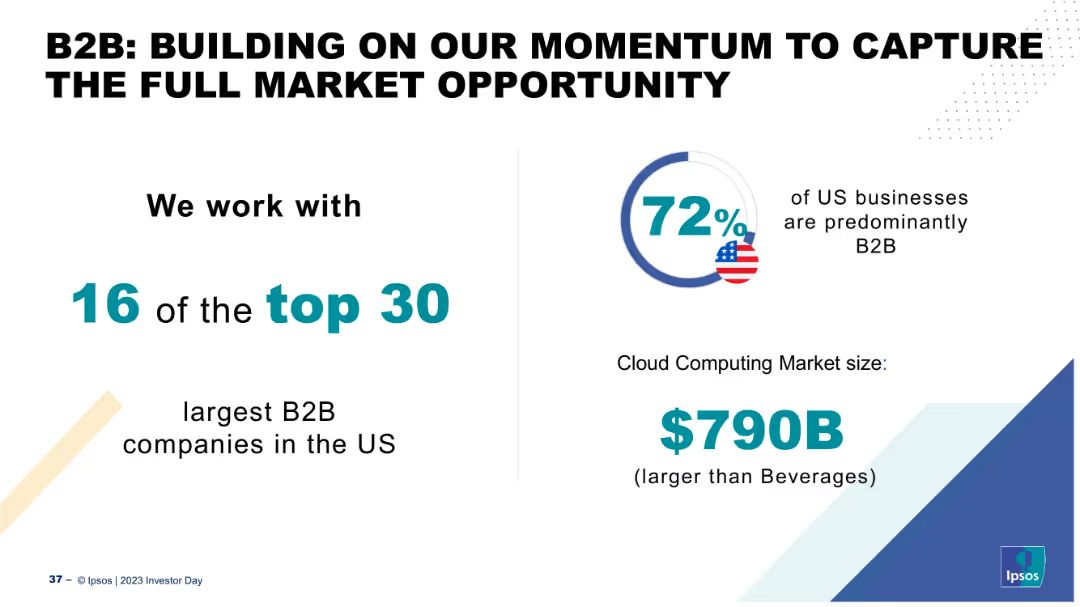 B2B: BUILDING ON OUR MOMENTUM TO CAPTURE
THE FULL MARKET OPPORTUNITY
We work with
16 of the top 30
largest B2B
companies in the US
72%
of US businesses
are predominantly
B2B
Cloud Computing Market size:
$790B
(larger than Beverages)
37 – © Ipsos | 2023 Investor Day
Ipsos